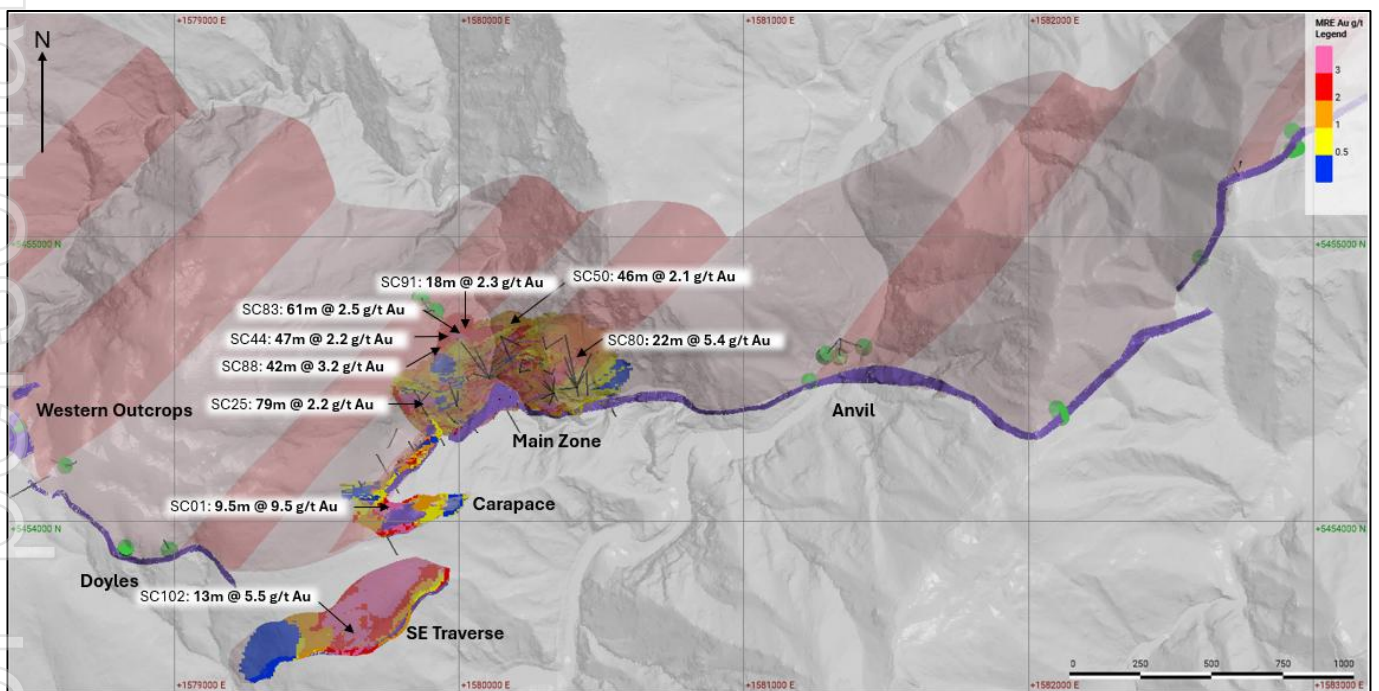 +1579000 E
+1580000 E
+1581000 E
+1582000 E
MRE Au g/t
Legend
3
2
1
0.5
N
+5455000 N
+5455000 N
SC91: 18m @ 2.3 g/t Au
SC50: 46m @ 2.1 g/t Au
SC83: 61m @ 2.5 g/t Au
SC44: 47m @ 2.2 g/t Au
SC80: 22m @ 5.4 g/t Au
SC88: 42m @ 3.2 g/t Au
SC25: 79m @ 2.2 g/t Au
Western Outcrops
Anvil
Main Zone
SC01: 9.5m @ 9.5 g/t Au
Carapace
+5454000 N
+5454000 N
Doyles
SC102: 13m @ 5.5 g/t Au
SE Traverse
0 250 500 750 1000
+1579000 E
+1580000 E
+1581000 E
+1582000 E
+1583000 E